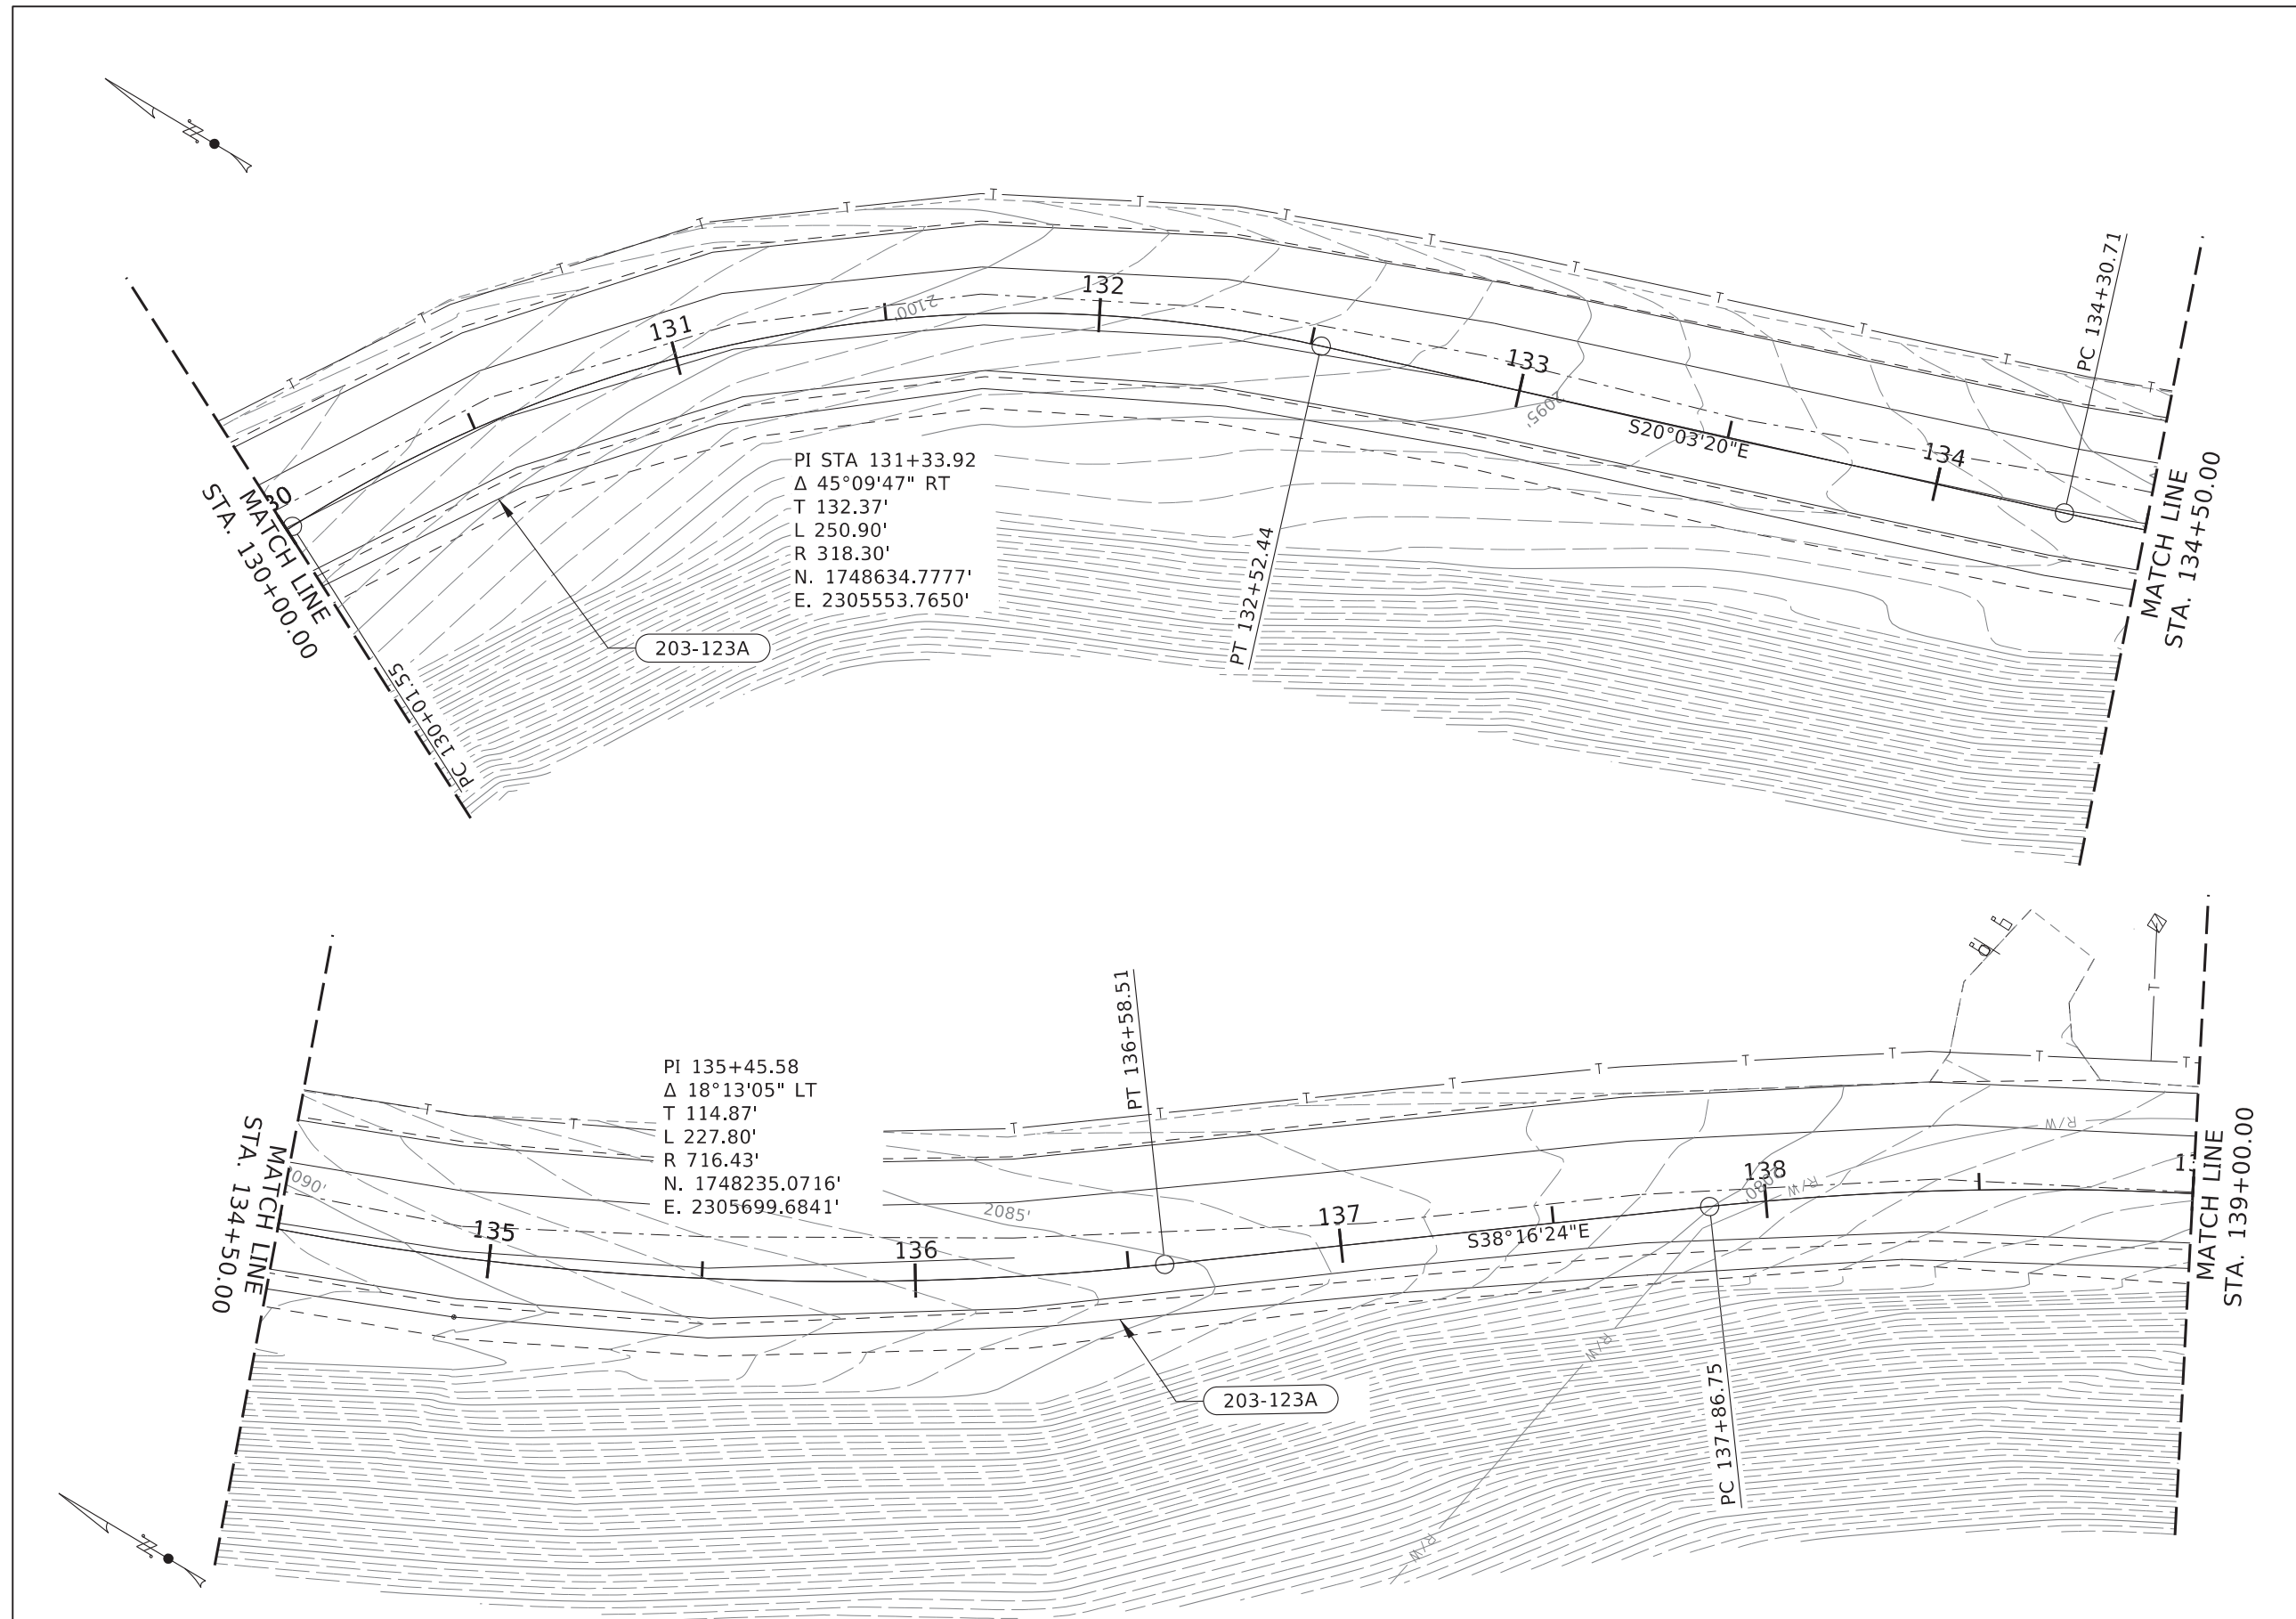 T T T T T T T T T T T T T T
131
132
133
134
2100'
2095'
PC 134+30.71
S20°03'20"E
MATCH LINE
STA. 130+00.00
PC 130+01.55
PI STA 131+33.92
Δ 45°09'47" RT
T 132.37'
L 250.90'
R 318.30'
N. 1748634.7777'
E. 2305553.7650'
203-123A
PT 132+52.44
MATCH LINE
STA. 134+50.00
MATCH LINE
STA. 134+50.00
090'
PI 135+45.58
Δ 18°13'05" LT
T 114.87'
L 227.80'
R 716.43'
N. 1748235.0716'
E. 2305699.6841'
PT 136+58.51
T T T T T T T T T T T T
135
136
137
138
2085'
2080'
S38°16'24"E
R/W
R/W
R/W
R/W
203-123A
PC 137+86.75
MATCH LINE
STA. 139+00.00